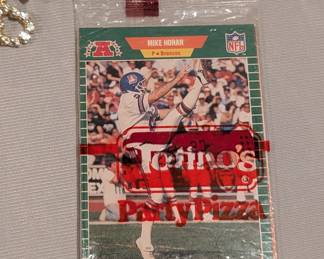 A
MIKE HORAN
NFL
P • Broncos
Totino's
Party Pizza